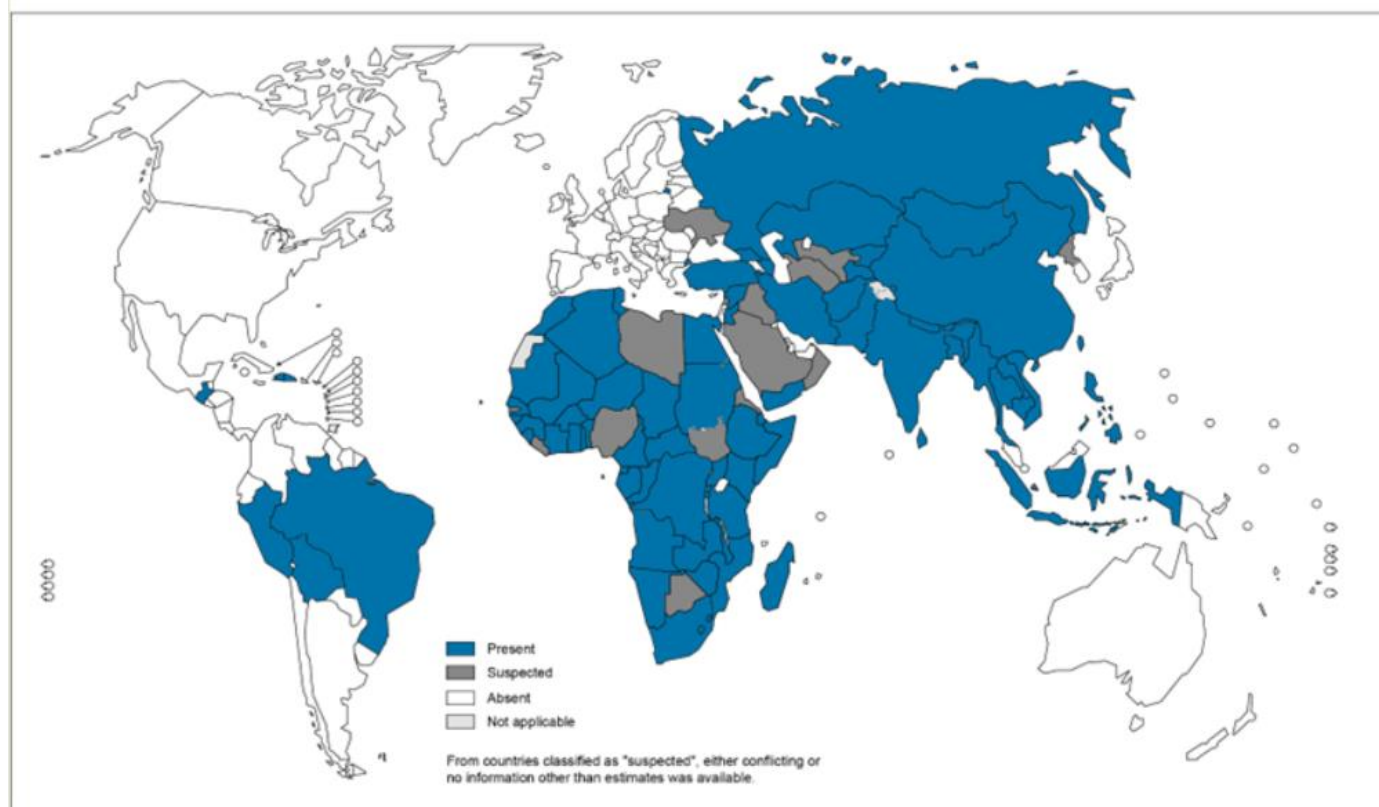 Present
Suspected
Absent
Not applicable
From countries classified as "suspected", either conflicting or
no information other than estimates was available.